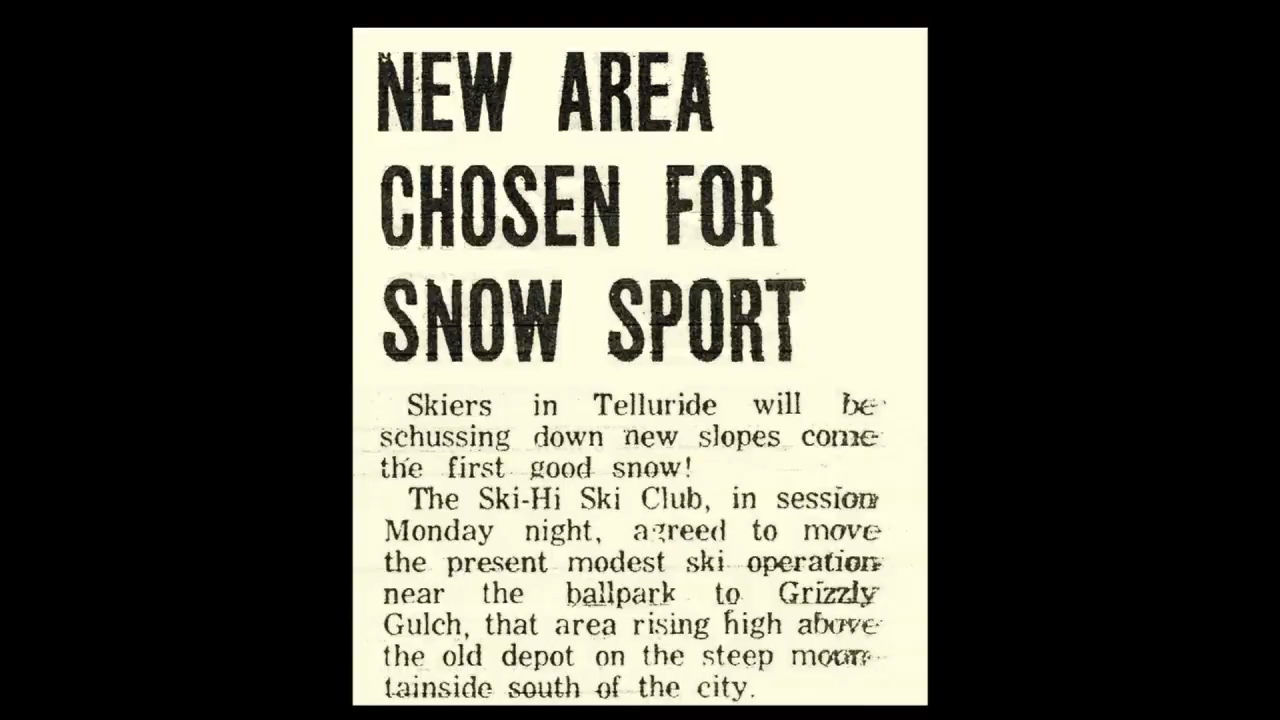 NEW AREA
CHOSEN FOR
SNOW SPORT
Skiers in Telluride will be
schussing down new slopes come
the first good snow!
The Ski-Hi Ski Club, in session
Monday night, agreed to move
the present modest ski operation
near the ballpark to Grizzly
Gulch, that area rising high above
the old depot on the steep moun-
tainside south of the city.